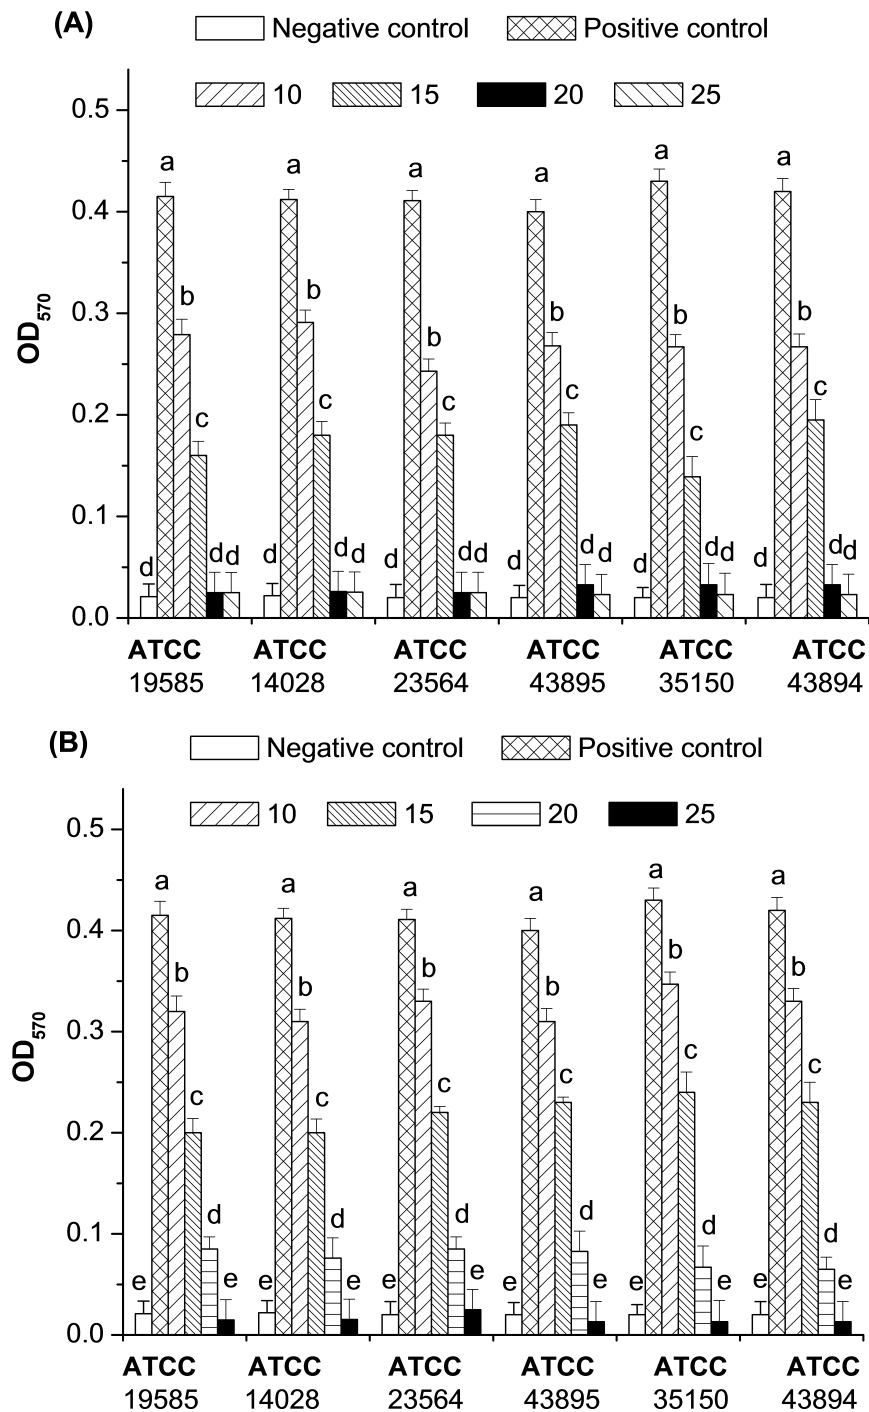 (A) Negative control Positive control
10 15 20 25
0.5
a a a a a a
0.4
b b b b b b
0.3
OD570
c c c c c c
0.2
0.1
d d d d d d d d d d d d d d d d d d
0.0
ATCC ATCC ATCC ATCC ATCC ATCC
19585 14028 23564 43895 35150 43894
(B) Negative control Positive control
10 15 20 25
0.5
a a a a a a
0.4
b b b b b b
0.3
OD570
c c c c c c
0.2
0.1
d d d d d d
e e e e e e e e e e e e
0.0
ATCC ATCC ATCC ATCC ATCC ATCC
19585 14028 23564 43895 35150 43894